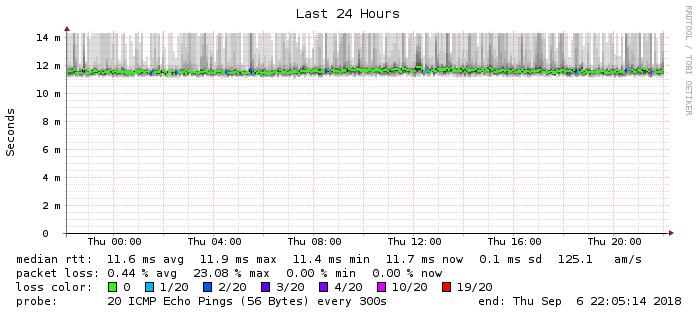 Last 24 Hours
RRDTOOL / TOBI OETIKER
Seconds
14 m
12 m
10 m
8 m
6 m
4 m
2 m
0
Thu 00:00 Thu 04:00 Thu 08:00 Thu 12:00 Thu 16:00 Thu 20:00
median rtt: 11.6 ms avg 11.9 ms max 11.4 ms min 11.7 ms now 0.1 ms sd 125.1 am/s
packet loss: 0.44 % avg 23.08 % max 0.00 % min 0.00 % now
loss color: 0 1/20 2/20 3/20 4/20 10/20 19/20
probe: 20 ICMP Echo Pings (56 Bytes) every 300s end: Thu Sep 6 22:05:14 2018